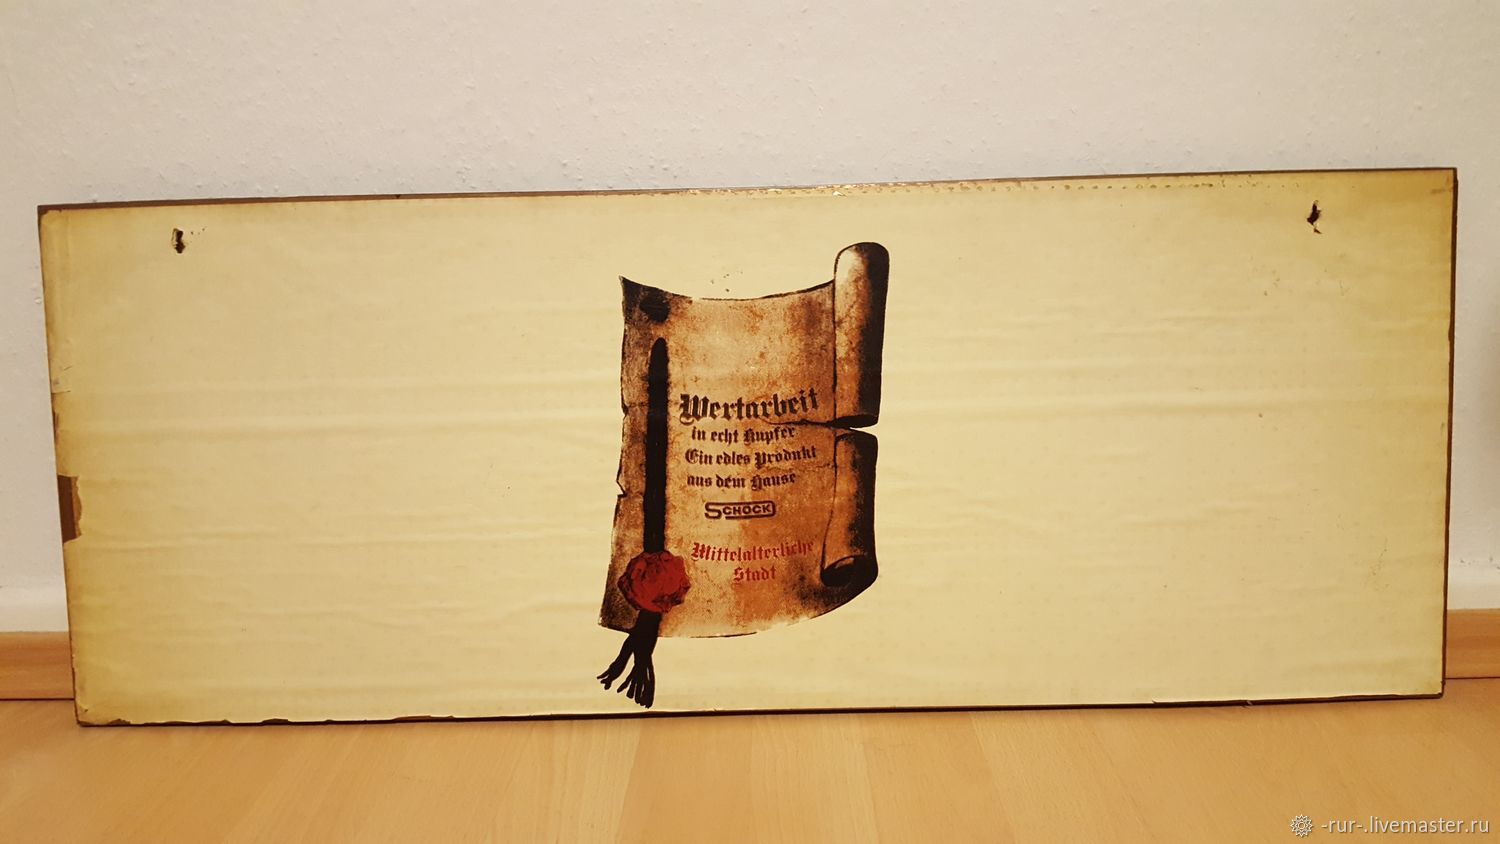 Wertarbeit
in echt Kupfer
Ein edles Produkt
aus dem Hause
SCHOCK
Mittelalterliche
Stadt
-rur-.livemaster.ru